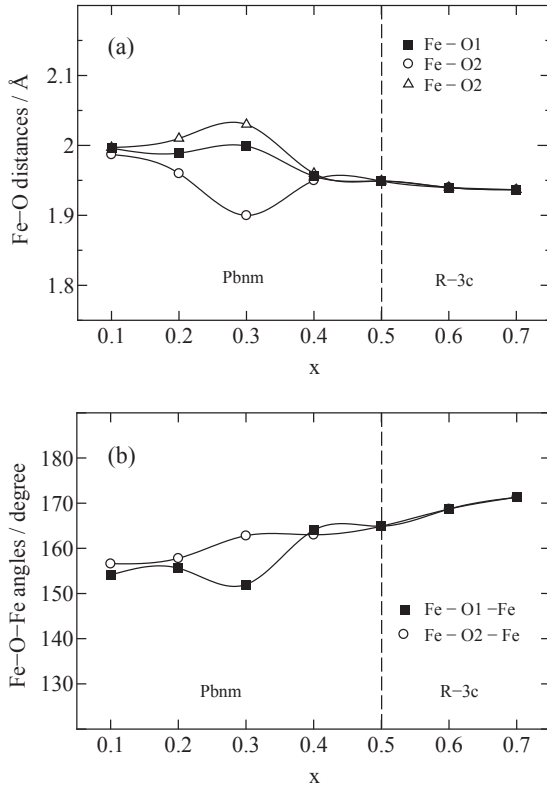 (a)
Fe − O1
Fe − O2
Fe − O2
2.1
2
1.9
1.8
Fe−O distances / Å
Pbnm
R−3c
0.1 0.2 0.3 0.4 0.5 0.6 0.7
x
(b)
180
170
160
150
140
130
Fe−O−Fe angles / degree
Fe − O1 −Fe
Fe − O2 − Fe
Pbnm
R−3c
0.1 0.2 0.3 0.4 0.5 0.6 0.7
x